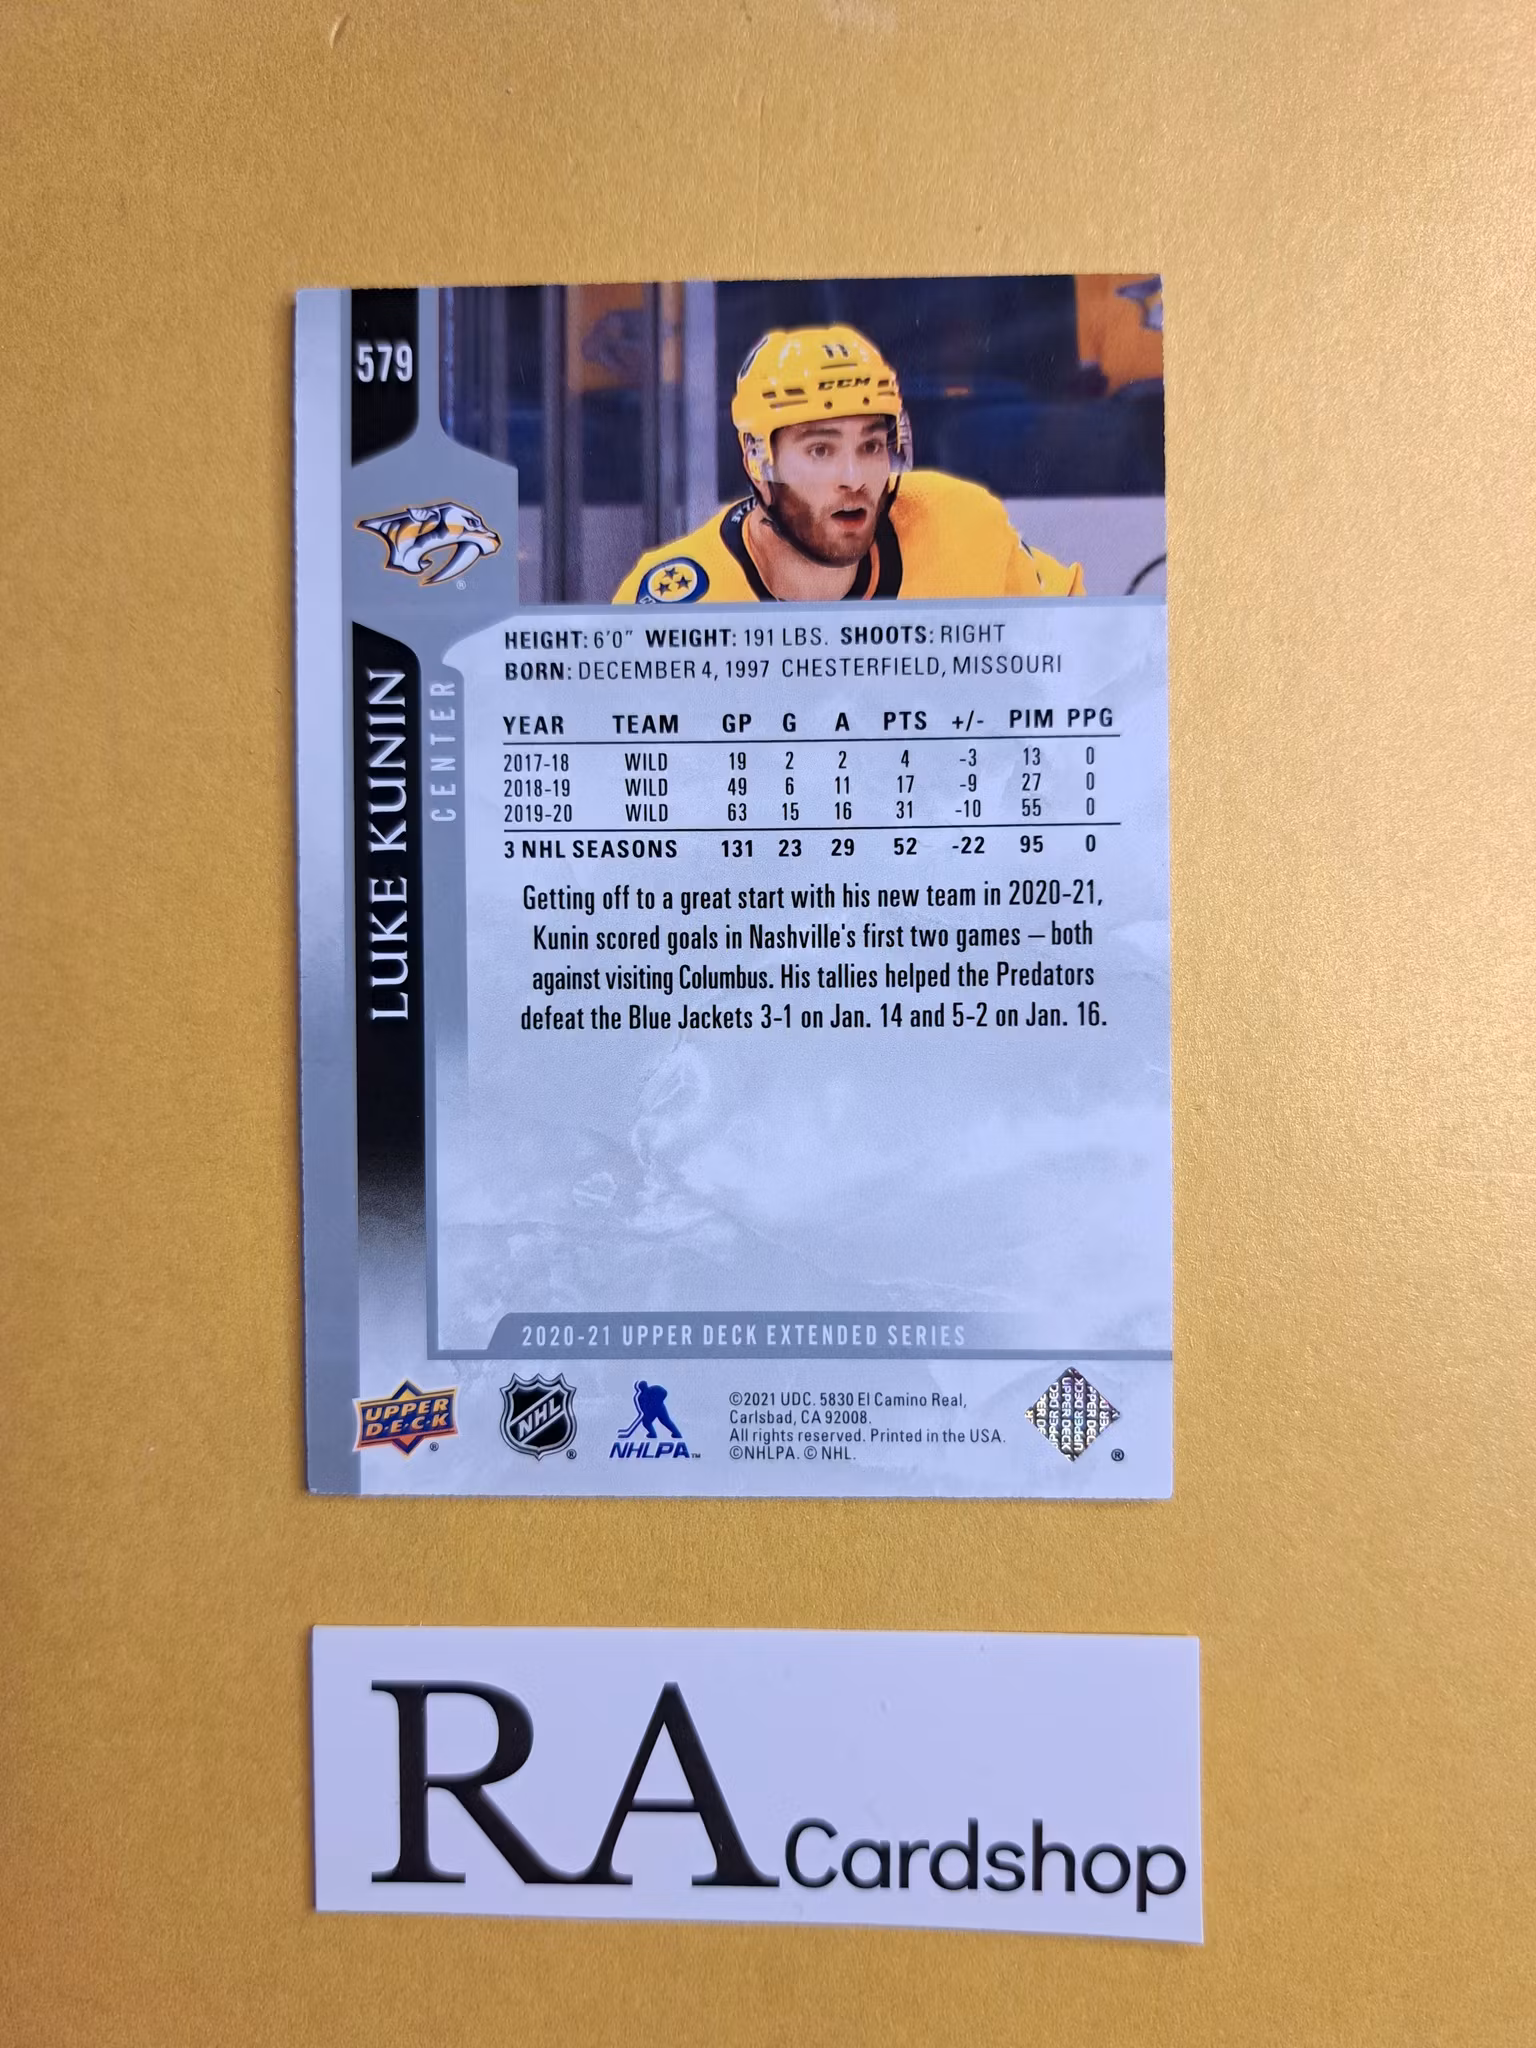 579
11
CCM
LUKE KUNIN
CENTER
HEIGHT: 6'0" WEIGHT: 191 LBS. SHOOTS: RIGHT
BORN: DECEMBER 4, 1997 CHESTERFIELD, MISSOURI
YEAR TEAM GP G A PTS +/- PIM PPG
2017-18 WILD 19 2 2 4 -3 13 0
2018-19 WILD 49 6 11 17 -9 27 0
2019-20 WILD 63 15 16 31 -10 55 0
3 NHL SEASONS 131 23 29 52 -22 95 0
Getting off to a great start with his new team in 2020-21,
Kunin scored goals in Nashville's first two games – both
against visiting Columbus. His tallies helped the Predators
defeat the Blue Jackets 3-1 on Jan. 14 and 5-2 on Jan. 16.
2020-21 UPPER DECK EXTENDED SERIES
UPPER
D·E·C·K ®
NHL ®
NHLPA™
©2021 UDC. 5830 El Camino Real,
Carlsbad, CA 92008.
All rights reserved. Printed in the USA.
©NHLPA. © NHL.
UPPER DECK
®
RA Cardshop